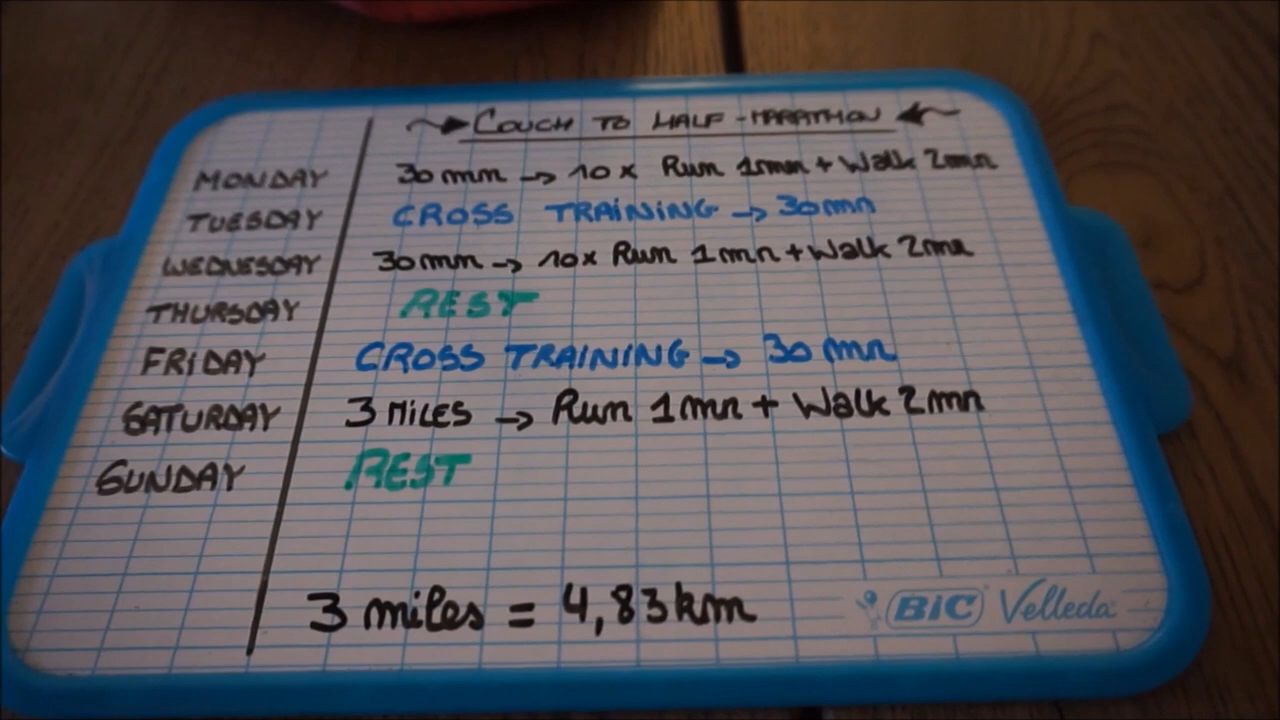 COUCH TO HALF-MARATHON
MONDAY 30 mn → 10 x Run 1mn + Walk 2mn
TUESDAY CROSS TRAINING → 30mn
WEDNESDAY 30mn → 10x Run 1mn + Walk 2mn
THURSDAY REST
FRIDAY CROSS TRAINING → 30mn
SATURDAY 3 MILES → Run 1mn + Walk 2mn
SUNDAY REST
3 miles = 4,83km
BIC Velleda